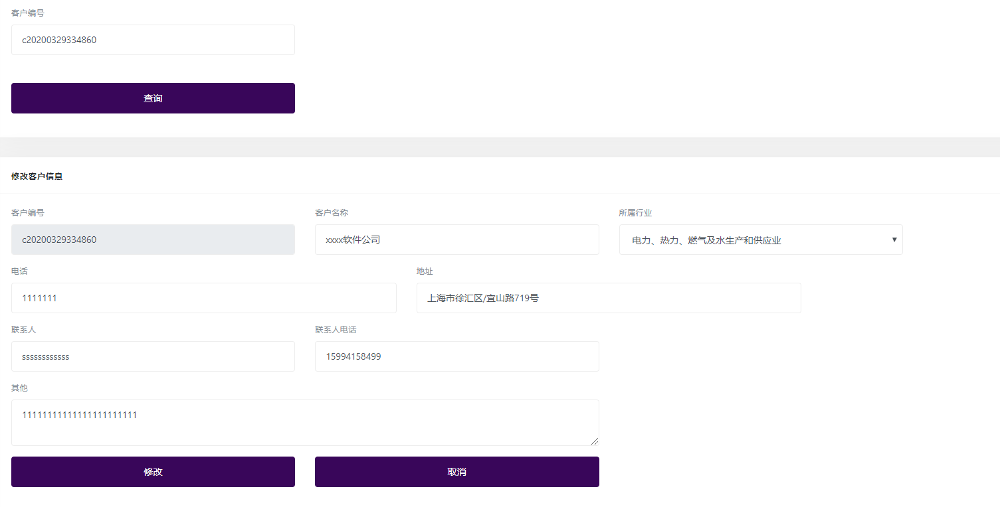 客户编号
c20200329334860
查询
修改客户信息
客户编号 客户名称 所属行业
c20200329334860 xxxx软件公司 电力、热力、燃气及水生产和供应业
电话 地址
1111111 上海市徐汇区/宜山路719号
联系人 联系人电话
ssssssssssss 15994158499
其他
11111111111111111111111
修改 取消